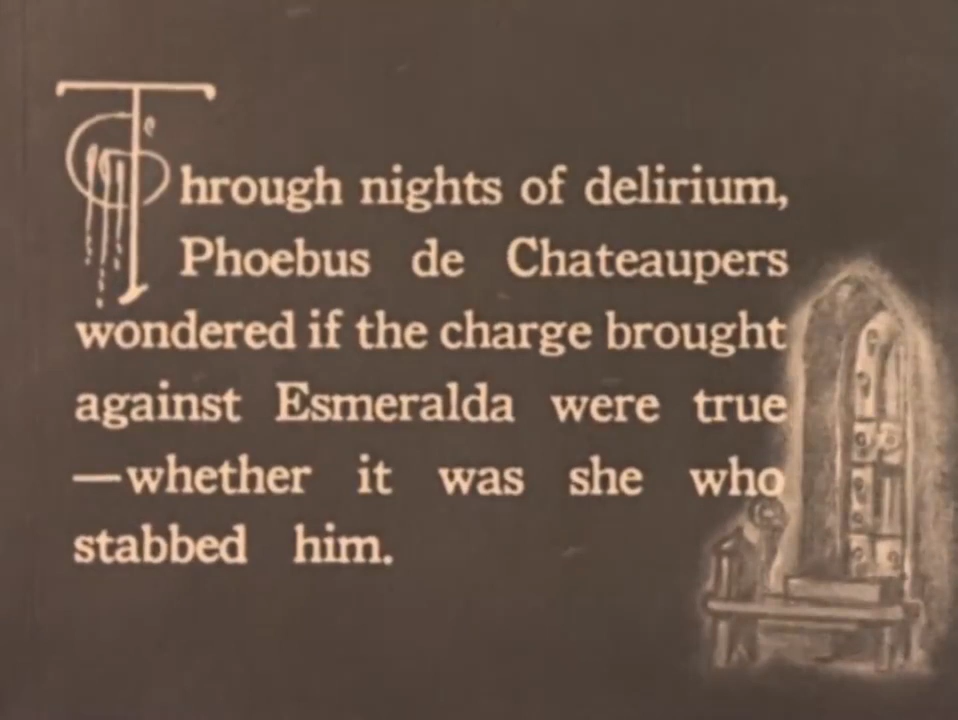 Through nights of delirium,
Phoebus de Chateaupers
wondered if the charge brought
against Esmeralda were true
—whether it was she who
stabbed him.